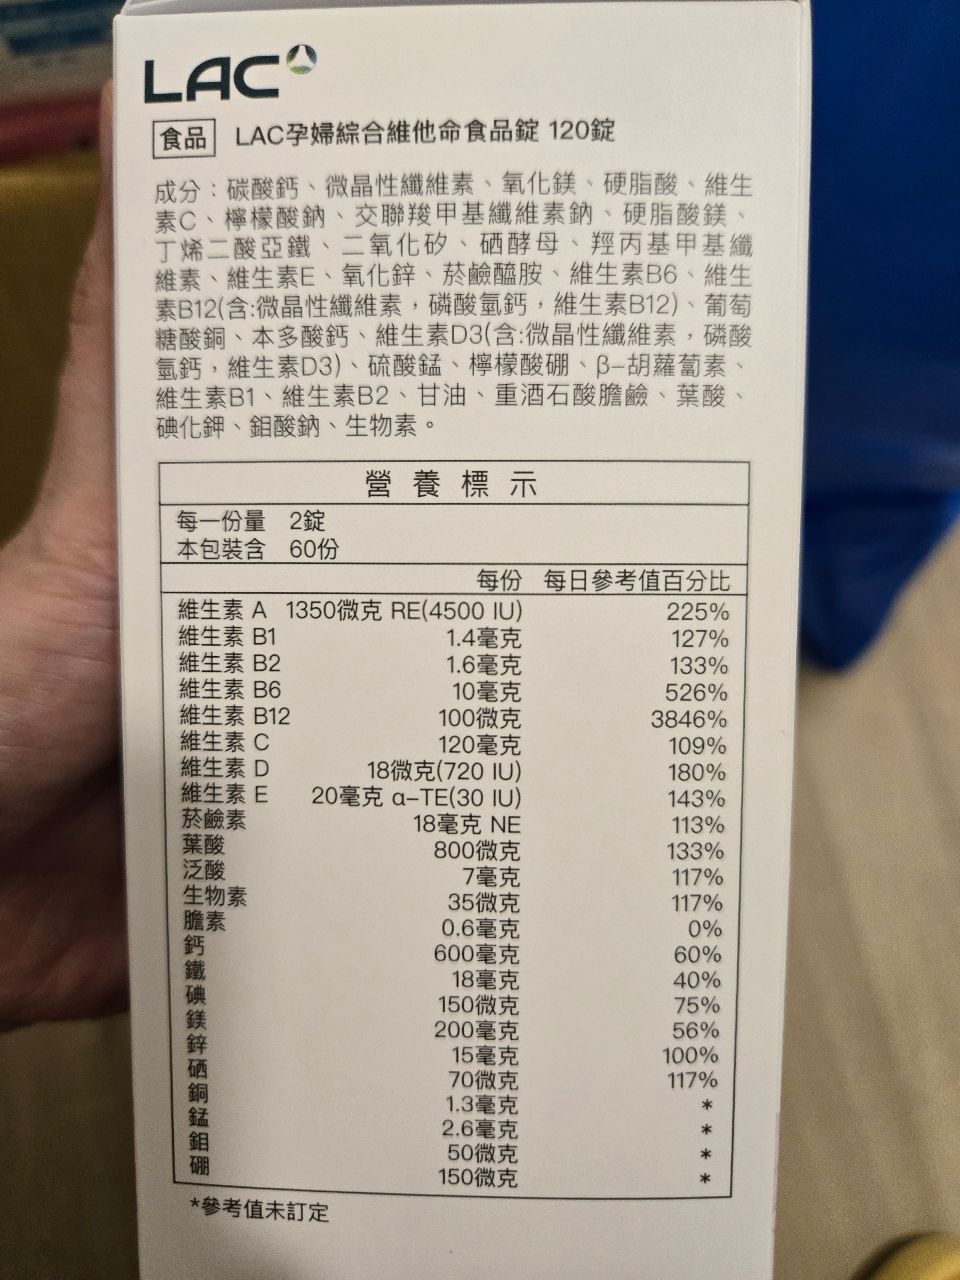 LAC
食品 LAC孕婦綜合維他命食品錠 120錠
成分：碳酸鈣、微晶性纖維素、氧化鎂、硬脂酸、維生
素C、檸檬酸鈉、交聯羧甲基纖維素鈉、硬脂酸鎂、
丁烯二酸亞鐵、二氧化矽、硒酵母、羥丙基甲基纖
維素、維生素E、氧化鋅、菸鹼醯胺、維生素B6、維生
素B12(含:微晶性纖維素，磷酸氫鈣，維生素B12)、葡萄
糖酸銅、本多酸鈣、維生素D3(含:微晶性纖維素，磷酸
氫鈣，維生素D3)、硫酸錳、檸檬酸硼、β–胡蘿蔔素、
維生素B1、維生素B2、甘油、重酒石酸膽鹼、葉酸、
碘化鉀、鉬酸鈉、生物素。
營養標示
每一份量 2錠
本包裝含 60份
每份 每日參考值百分比
維生素 A 1350微克 RE(4500 IU) 225%
維生素 B1 1.4毫克 127%
維生素 B2 1.6毫克 133%
維生素 B6 10毫克 526%
維生素 B12 100微克 3846%
維生素 C 120毫克 109%
維生素 D 18微克(720 IU) 180%
維生素 E 20毫克 α–TE(30 IU) 143%
菸鹼素 18毫克 NE 113%
葉酸 800微克 133%
泛酸 7毫克 117%
生物素 35微克 117%
膽素 0.6毫克 0%
鈣 600毫克 60%
鐵 18毫克 40%
碘 150微克 75%
鎂 200毫克 56%
鋅 15毫克 100%
硒 70微克 117%
銅 1.3毫克 *
錳 2.6毫克 *
鉬 50微克 *
硼 150微克 *
*參考值未訂定